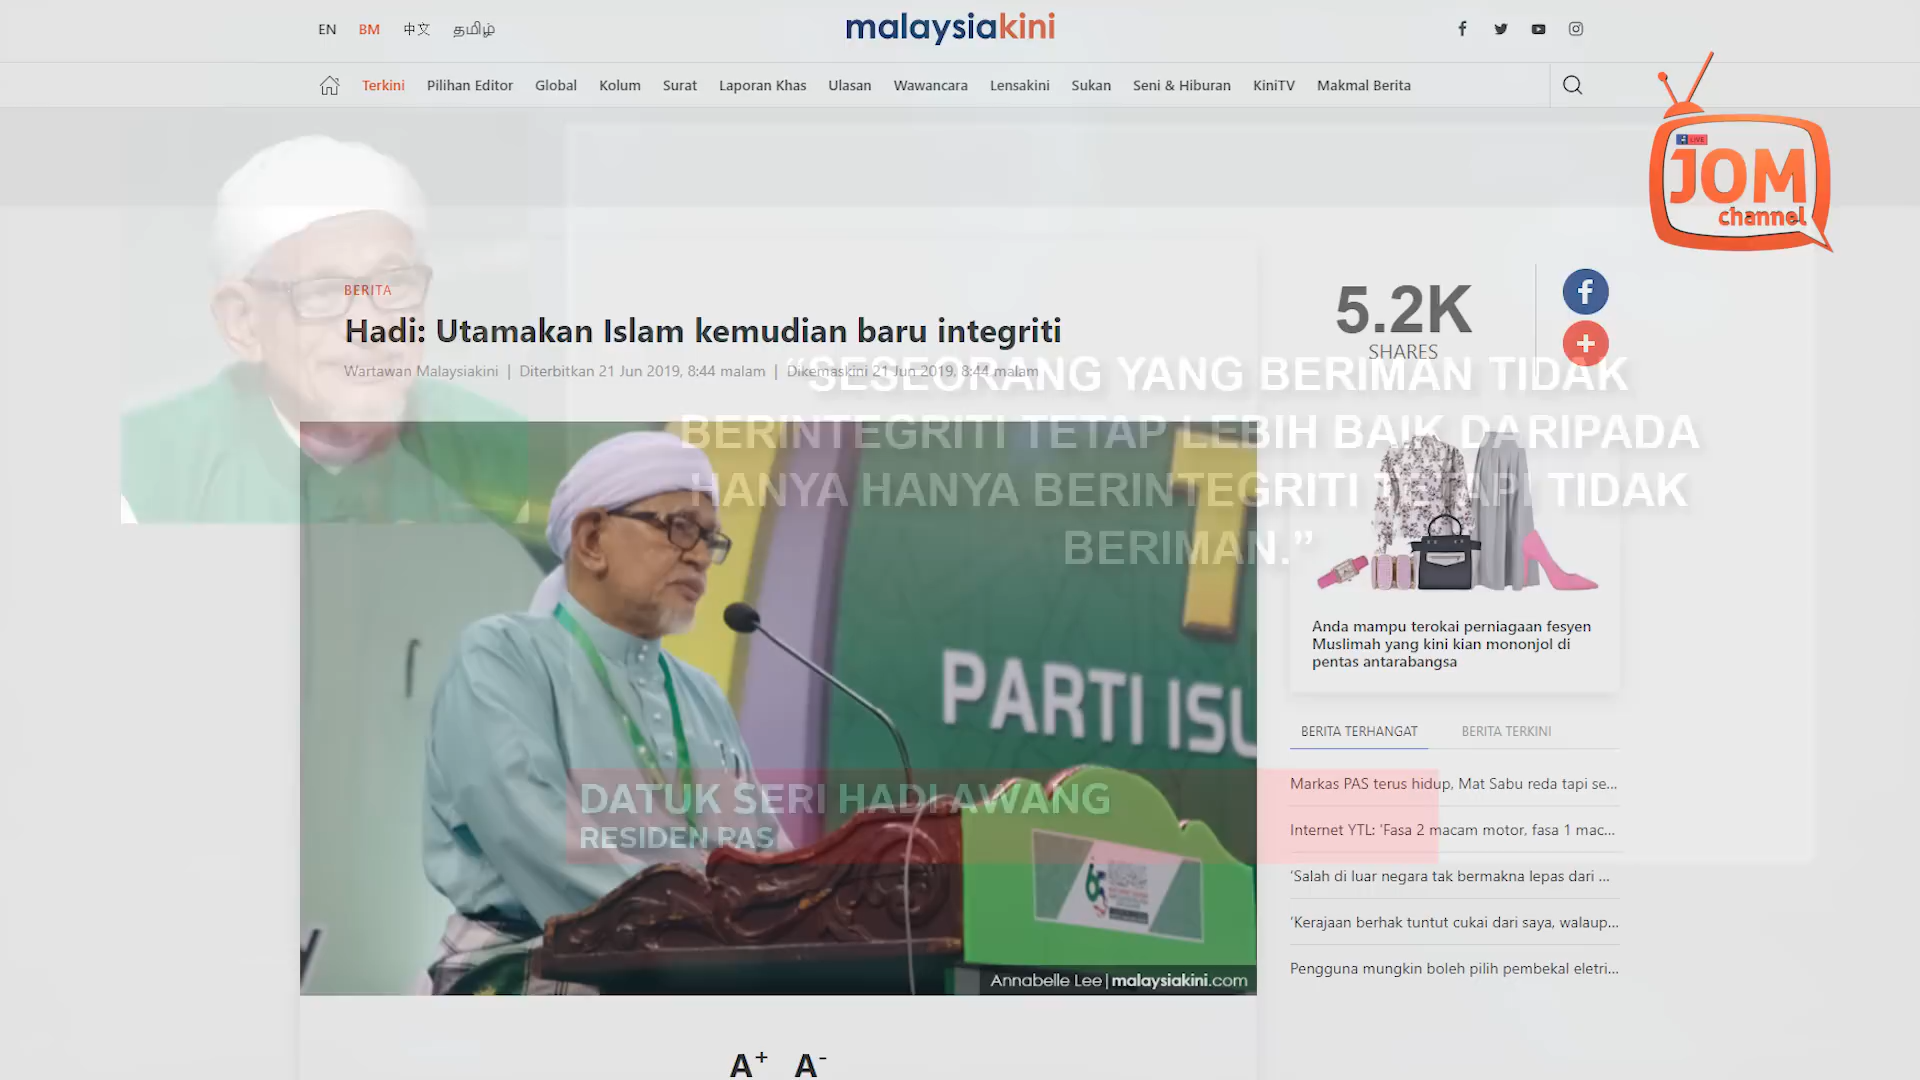 EN BM 中文 தமிழ்
malaysiakini
Terkini Pilihan Editor Global Kolum Surat Laporan Khas Ulasan Wawancara Lensakini Sukan Seni & Hiburan KiniTV Makmal Berita
LIVE
JOM
channel
BERITA
Hadi: Utamakan Islam kemudian baru integriti
Wartawan Malaysiakini | Diterbitkan 21 Jun 2019, 8:44 malam | Dikemaskini 21 Jun 2019, 8:44 malam
5.2K
SHARES
“SESEORANG YANG BERIMAN TIDAK
BERINTEGRITI TETAP LEBIH BAIK DARIPADA
HANYA HANYA BERINTEGRITI TETAPI TIDAK
BERIMAN.”
PARTI ISL
DATUK SERI HADI AWANG
RESIDEN PAS
65
Annabelle Lee | malaysiakini.com
Anda mampu terokai perniagaan fesyen
Muslimah yang kini kian mononjol di
pentas antarabangsa
BERITA TERHANGAT BERITA TERKINI
Markas PAS terus hidup, Mat Sabu reda tapi se...
Internet YTL: 'Fasa 2 macam motor, fasa 1 mac...
'Salah di luar negara tak bermakna lepas dari ...
'Kerajaan berhak tuntut cukai dari saya, walaup...
Pengguna mungkin boleh pilih pembekal eletri...
A+ A-